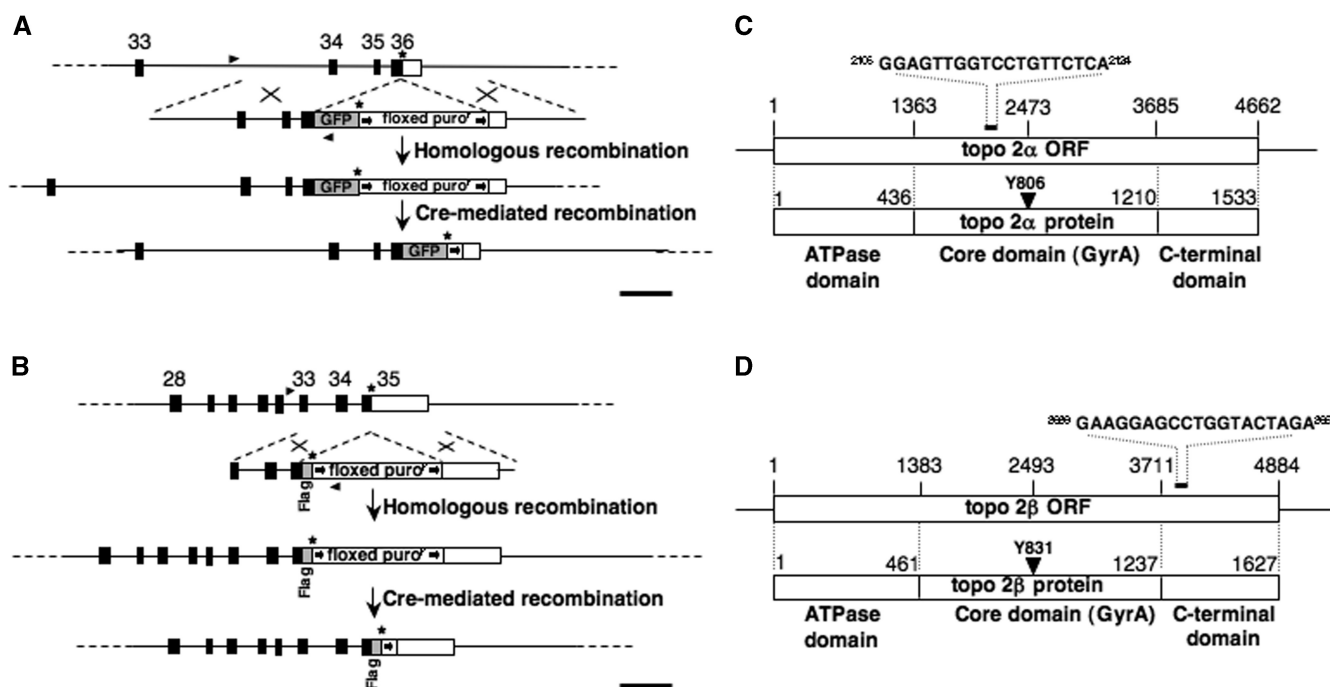 A
33 34 35 36
*
*
GFP floxed puro^r
Homologous recombination
*
GFP floxed puro^r
Cre-mediated recombination
*
GFP
B
28 33 34 35
*
*
floxed puro^r
Flag
Homologous recombination
*
floxed puro^r
Flag
Cre-mediated recombination
*
Flag
C
GGAGTTGGTCCTGTTCTCA
1 1363 2473 3685 4662
topo 2α ORF
Y806
1 436 1210 1533
topo 2α protein
ATPase domain
Core domain (GyrA)
C-terminal domain
D
GAAGGAGCCTGGTACTAGA
1 1383 2493 3711 4884
topo 2β ORF
Y831
1 461 1237 1627
topo 2β protein
ATPase domain
Core domain (GyrA)
C-terminal domain